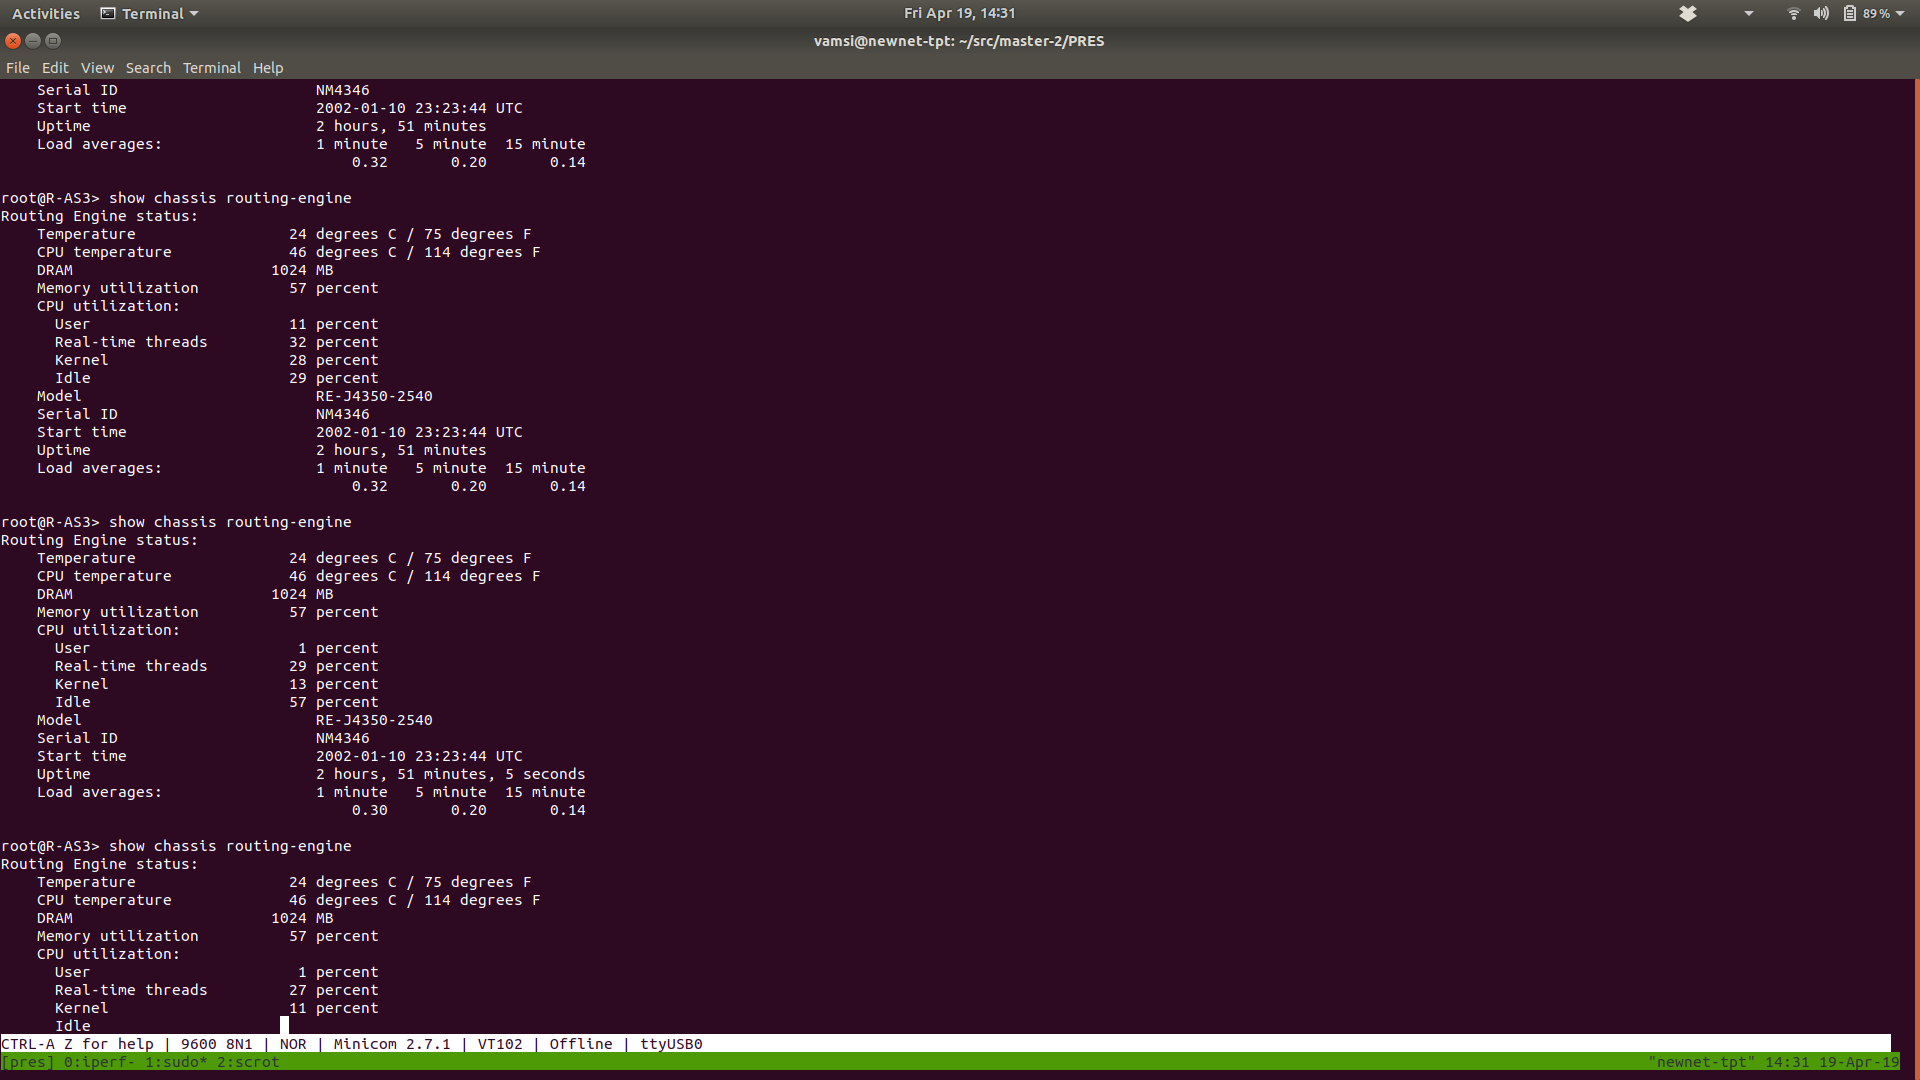 Activities Terminal Fri Apr 19, 14:31 89 %
vamsi@newnet-tpt: ~/src/master-2/PRES
File Edit View Search Terminal Help
    Serial ID                      NM4346
    Start time                     2002-01-10 23:23:44 UTC
    Uptime                         2 hours, 51 minutes
    Load averages:                 1 minute   5 minute  15 minute
                                       0.32       0.20       0.14
root@R-AS3> show chassis routing-engine
Routing Engine status:
    Temperature                 24 degrees C / 75 degrees F
    CPU temperature             46 degrees C / 114 degrees F
    DRAM                      1024 MB
    Memory utilization          57 percent
    CPU utilization:
      User                      11 percent
      Real-time threads         32 percent
      Kernel                    28 percent
      Idle                      29 percent
    Model                          RE-J4350-2540
    Serial ID                      NM4346
    Start time                     2002-01-10 23:23:44 UTC
    Uptime                         2 hours, 51 minutes
    Load averages:                 1 minute   5 minute  15 minute
                                       0.32       0.20       0.14
root@R-AS3> show chassis routing-engine
Routing Engine status:
    Temperature                 24 degrees C / 75 degrees F
    CPU temperature             46 degrees C / 114 degrees F
    DRAM                      1024 MB
    Memory utilization          57 percent
    CPU utilization:
      User                       1 percent
      Real-time threads         29 percent
      Kernel                    13 percent
      Idle                      57 percent
    Model                          RE-J4350-2540
    Serial ID                      NM4346
    Start time                     2002-01-10 23:23:44 UTC
    Uptime                         2 hours, 51 minutes, 5 seconds
    Load averages:                 1 minute   5 minute  15 minute
                                       0.30       0.20       0.14
root@R-AS3> show chassis routing-engine
Routing Engine status:
    Temperature                 24 degrees C / 75 degrees F
    CPU temperature             46 degrees C / 114 degrees F
    DRAM                      1024 MB
    Memory utilization          57 percent
    CPU utilization:
      User                       1 percent
      Real-time threads         27 percent
      Kernel                    11 percent
      Idle
CTRL-A Z for help | 9600 8N1 | NOR | Minicom 2.7.1 | VT102 | Offline | ttyUSB0
[pres] 0:iperf- 1:sudo* 2:scrot "newnet-tpt" 14:31 19-Apr-19